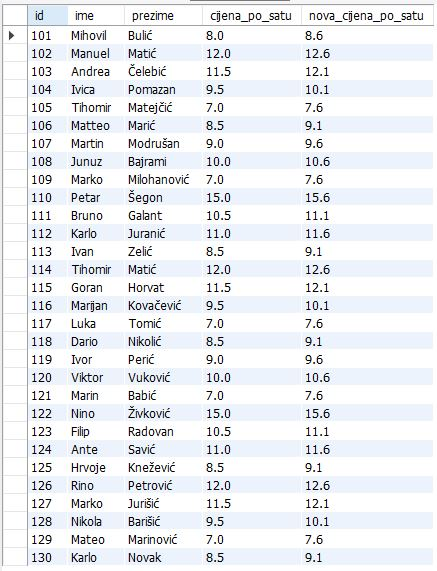 id ime prezime cijena_po_satu nova_cijena_po_satu
101 Mihovil Bulić 8.0 8.6
102 Manuel Matić 12.0 12.6
103 Andrea Čelebić 11.5 12.1
104 Ivica Pomazan 9.5 10.1
105 Tihomir Matejčić 7.0 7.6
106 Matteo Marić 8.5 9.1
107 Martin Modrušan 9.0 9.6
108 Junuz Bajrami 10.0 10.6
109 Marko Milohanović 7.0 7.6
110 Petar Šegon 15.0 15.6
111 Bruno Galant 10.5 11.1
112 Karlo Juranić 11.0 11.6
113 Ivan Zelić 8.5 9.1
114 Tihomir Matić 12.0 12.6
115 Goran Horvat 11.5 12.1
116 Marijan Kovačević 9.5 10.1
117 Luka Tomić 7.0 7.6
118 Dario Nikolić 8.5 9.1
119 Ivor Perić 9.0 9.6
120 Viktor Vuković 10.0 10.6
121 Marin Babić 7.0 7.6
122 Nino Živković 15.0 15.6
123 Filip Radovan 10.5 11.1
124 Ante Savić 11.0 11.6
125 Hrvoje Knežević 8.5 9.1
126 Rino Petrović 12.0 12.6
127 Marko Jurišić 11.5 12.1
128 Nikola Barišić 9.5 10.1
129 Mateo Marinović 7.0 7.6
130 Karlo Novak 8.5 9.1